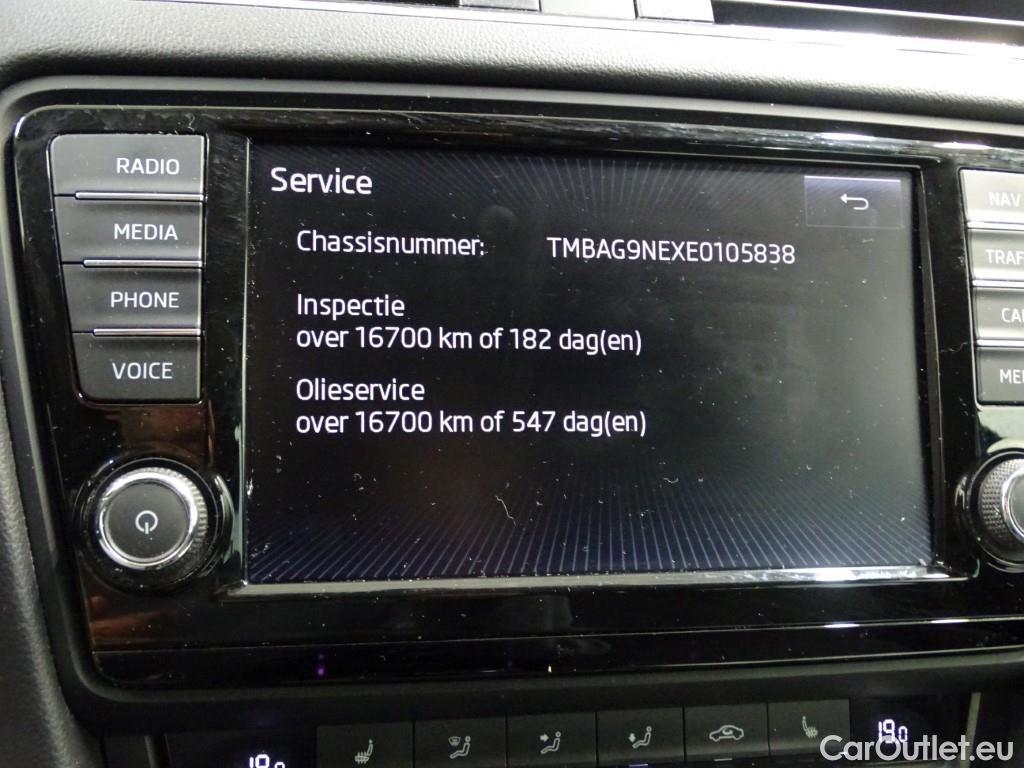 RADIO
MEDIA
PHONE
VOICE
Service
Chassisnummer: TMBAG9NEXE0105838
Inspectie
over 16700 km of 182 dag(en)
Olieservice
over 16700 km of 547 dag(en)
NAV
19.0
CarOutlet.eu